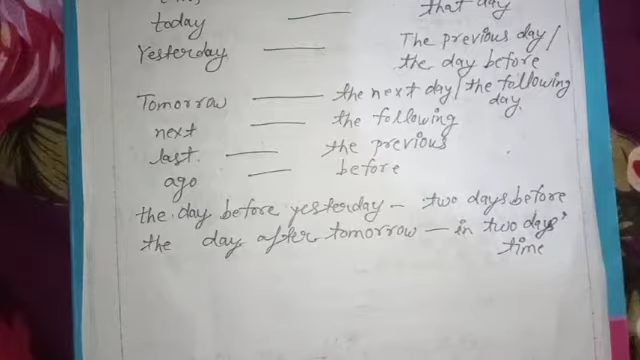 today —— that day
Yesterday —— The previous day/
the day before
Tomorrow —— the next day/the following
day.
next —— the following
last. —— the previous
ago —— before
the day before yesterday – two days before
the day after tomorrow – in two days'
time